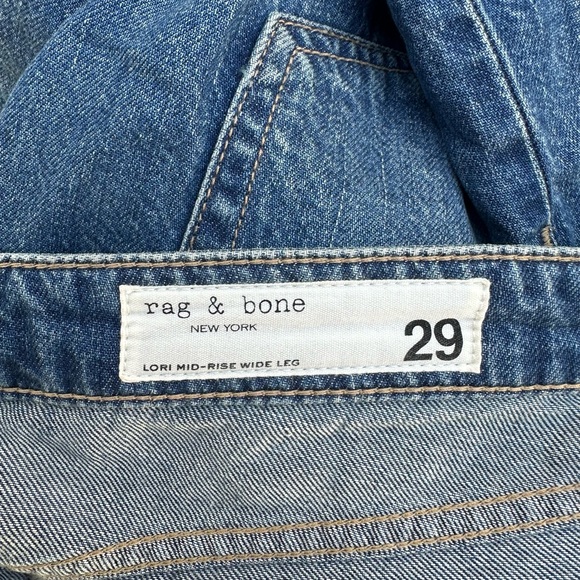 rag & bone
NEW YORK
29
LORI MID-RISE WIDE LEG